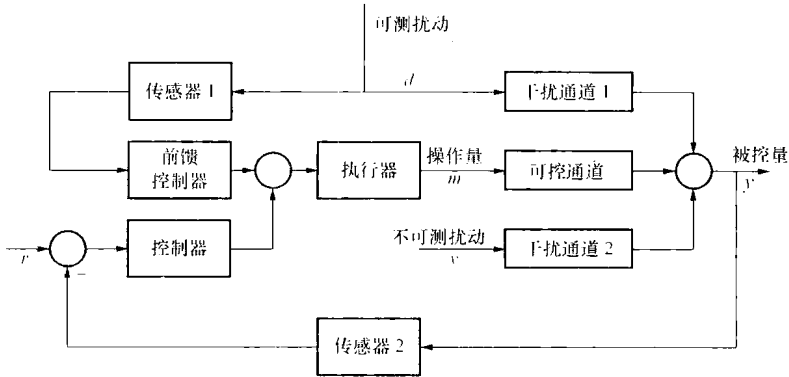 可测扰动
传感器 1
d
干扰通道 1
前馈
控制器
执行器
操作量
m
可控通道
被控量
y
r
控制器
不可测扰动
v
干扰通道 2
−
传感器 2